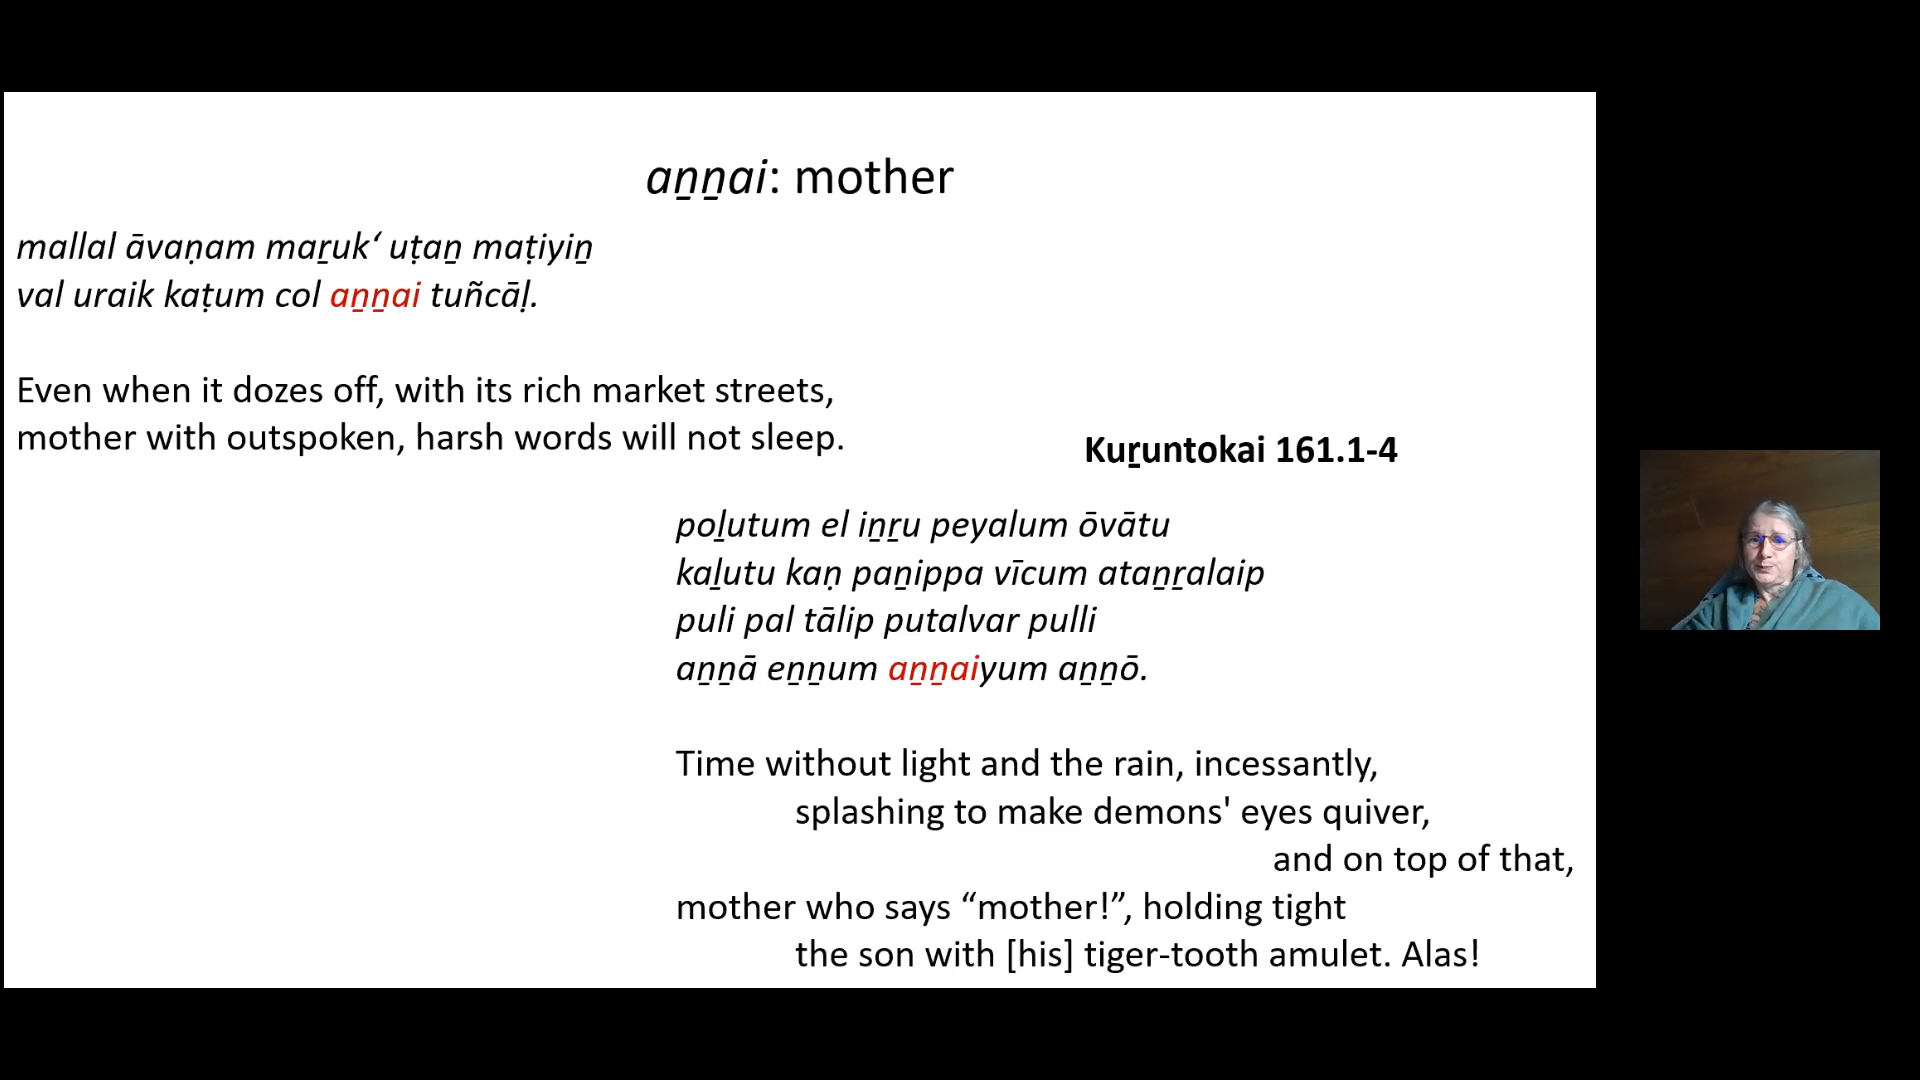 aṉṉai: mother
mallal āvaṇam maṟuk‘ uṭaṉ maṭiyiṉ
val uraik kaṭum col aṉṉai tuñcāḷ.
Even when it dozes off, with its rich market streets,
mother with outspoken, harsh words will not sleep.
Kuṟuntokai 161.1-4
poḻutum el iṉṟu peyalum ōvātu
kaḻutu kaṇ paṉippa vīcum ataṉṟalaip
puli pal tālip putalvar pulli
aṉṉā eṉṉum aṉṉaiyum aṉṉō.
Time without light and the rain, incessantly,
splashing to make demons' eyes quiver,
and on top of that,
mother who says “mother!”, holding tight
the son with [his] tiger-tooth amulet. Alas!